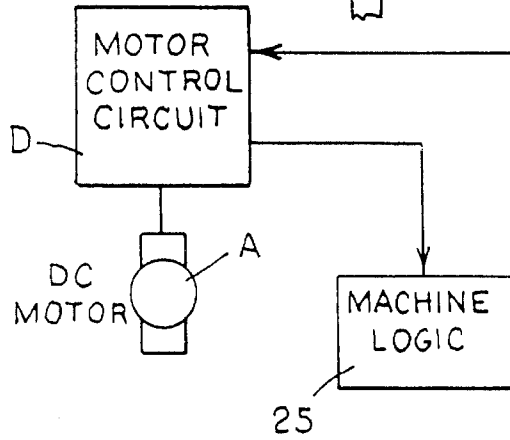 MOTOR
CONTROL
CIRCUIT
D
A
DC
MOTOR
MACHINE
LOGIC
25